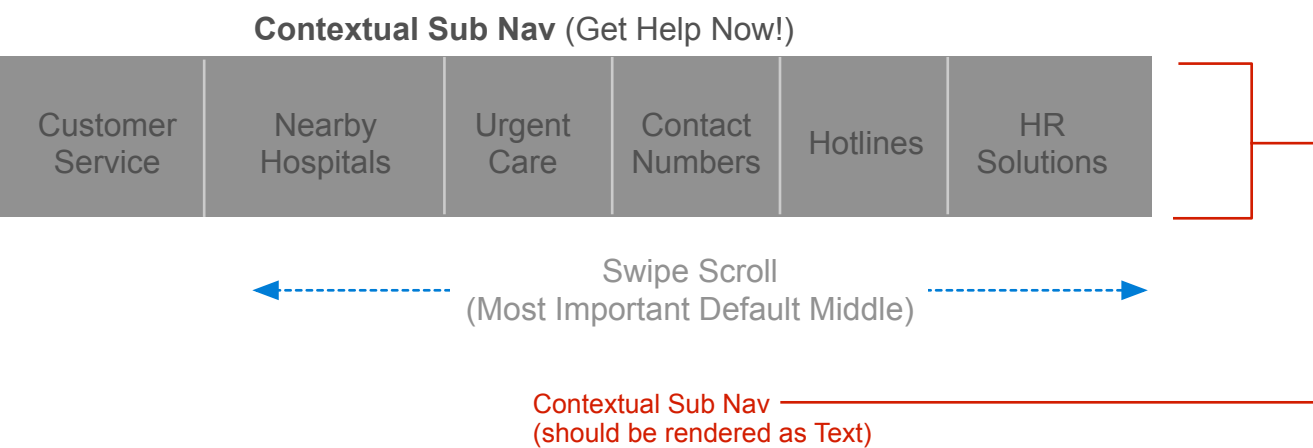 Contextual Sub Nav (Get Help Now!)
Customer
Service
Nearby
Hospitals
Urgent
Care
Contact
Numbers
Hotlines
HR
Solutions
Swipe Scroll
(Most Important Default Middle)
Contextual Sub Nav
(should be rendered as Text)